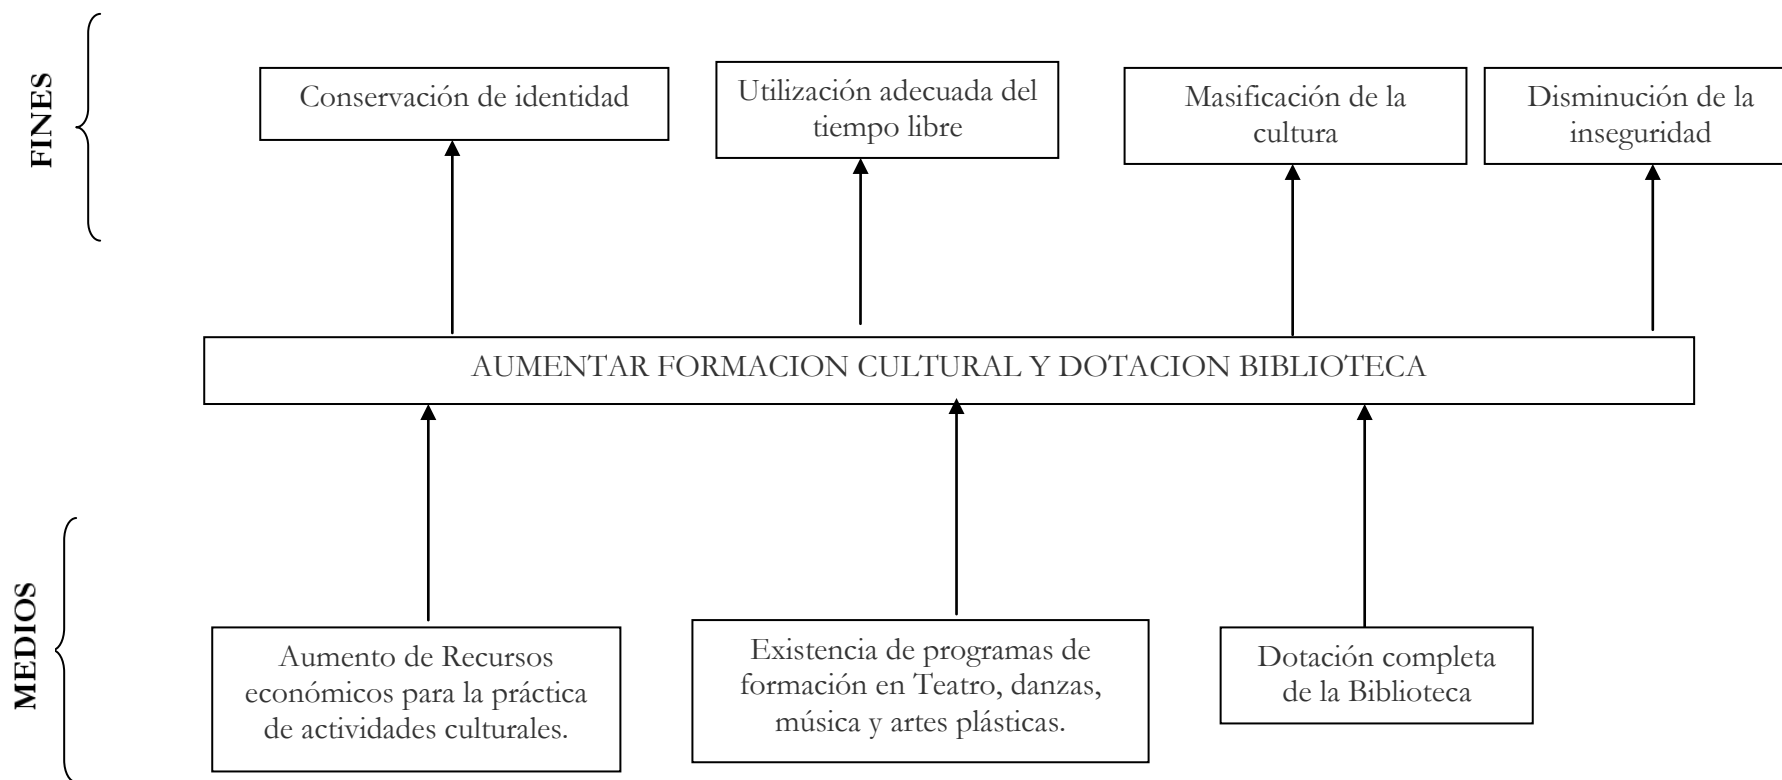 FINES
Conservación de identidad
Utilización adecuada del
tiempo libre
Masificación de la
cultura
Disminución de la
inseguridad
AUMENTAR FORMACION CULTURAL Y DOTACION BIBLIOTECA
MEDIOS
Aumento de Recursos
económicos para la práctica
de actividades culturales.
Existencia de programas de
formación en Teatro, danzas,
música y artes plásticas.
Dotación completa
de la Biblioteca